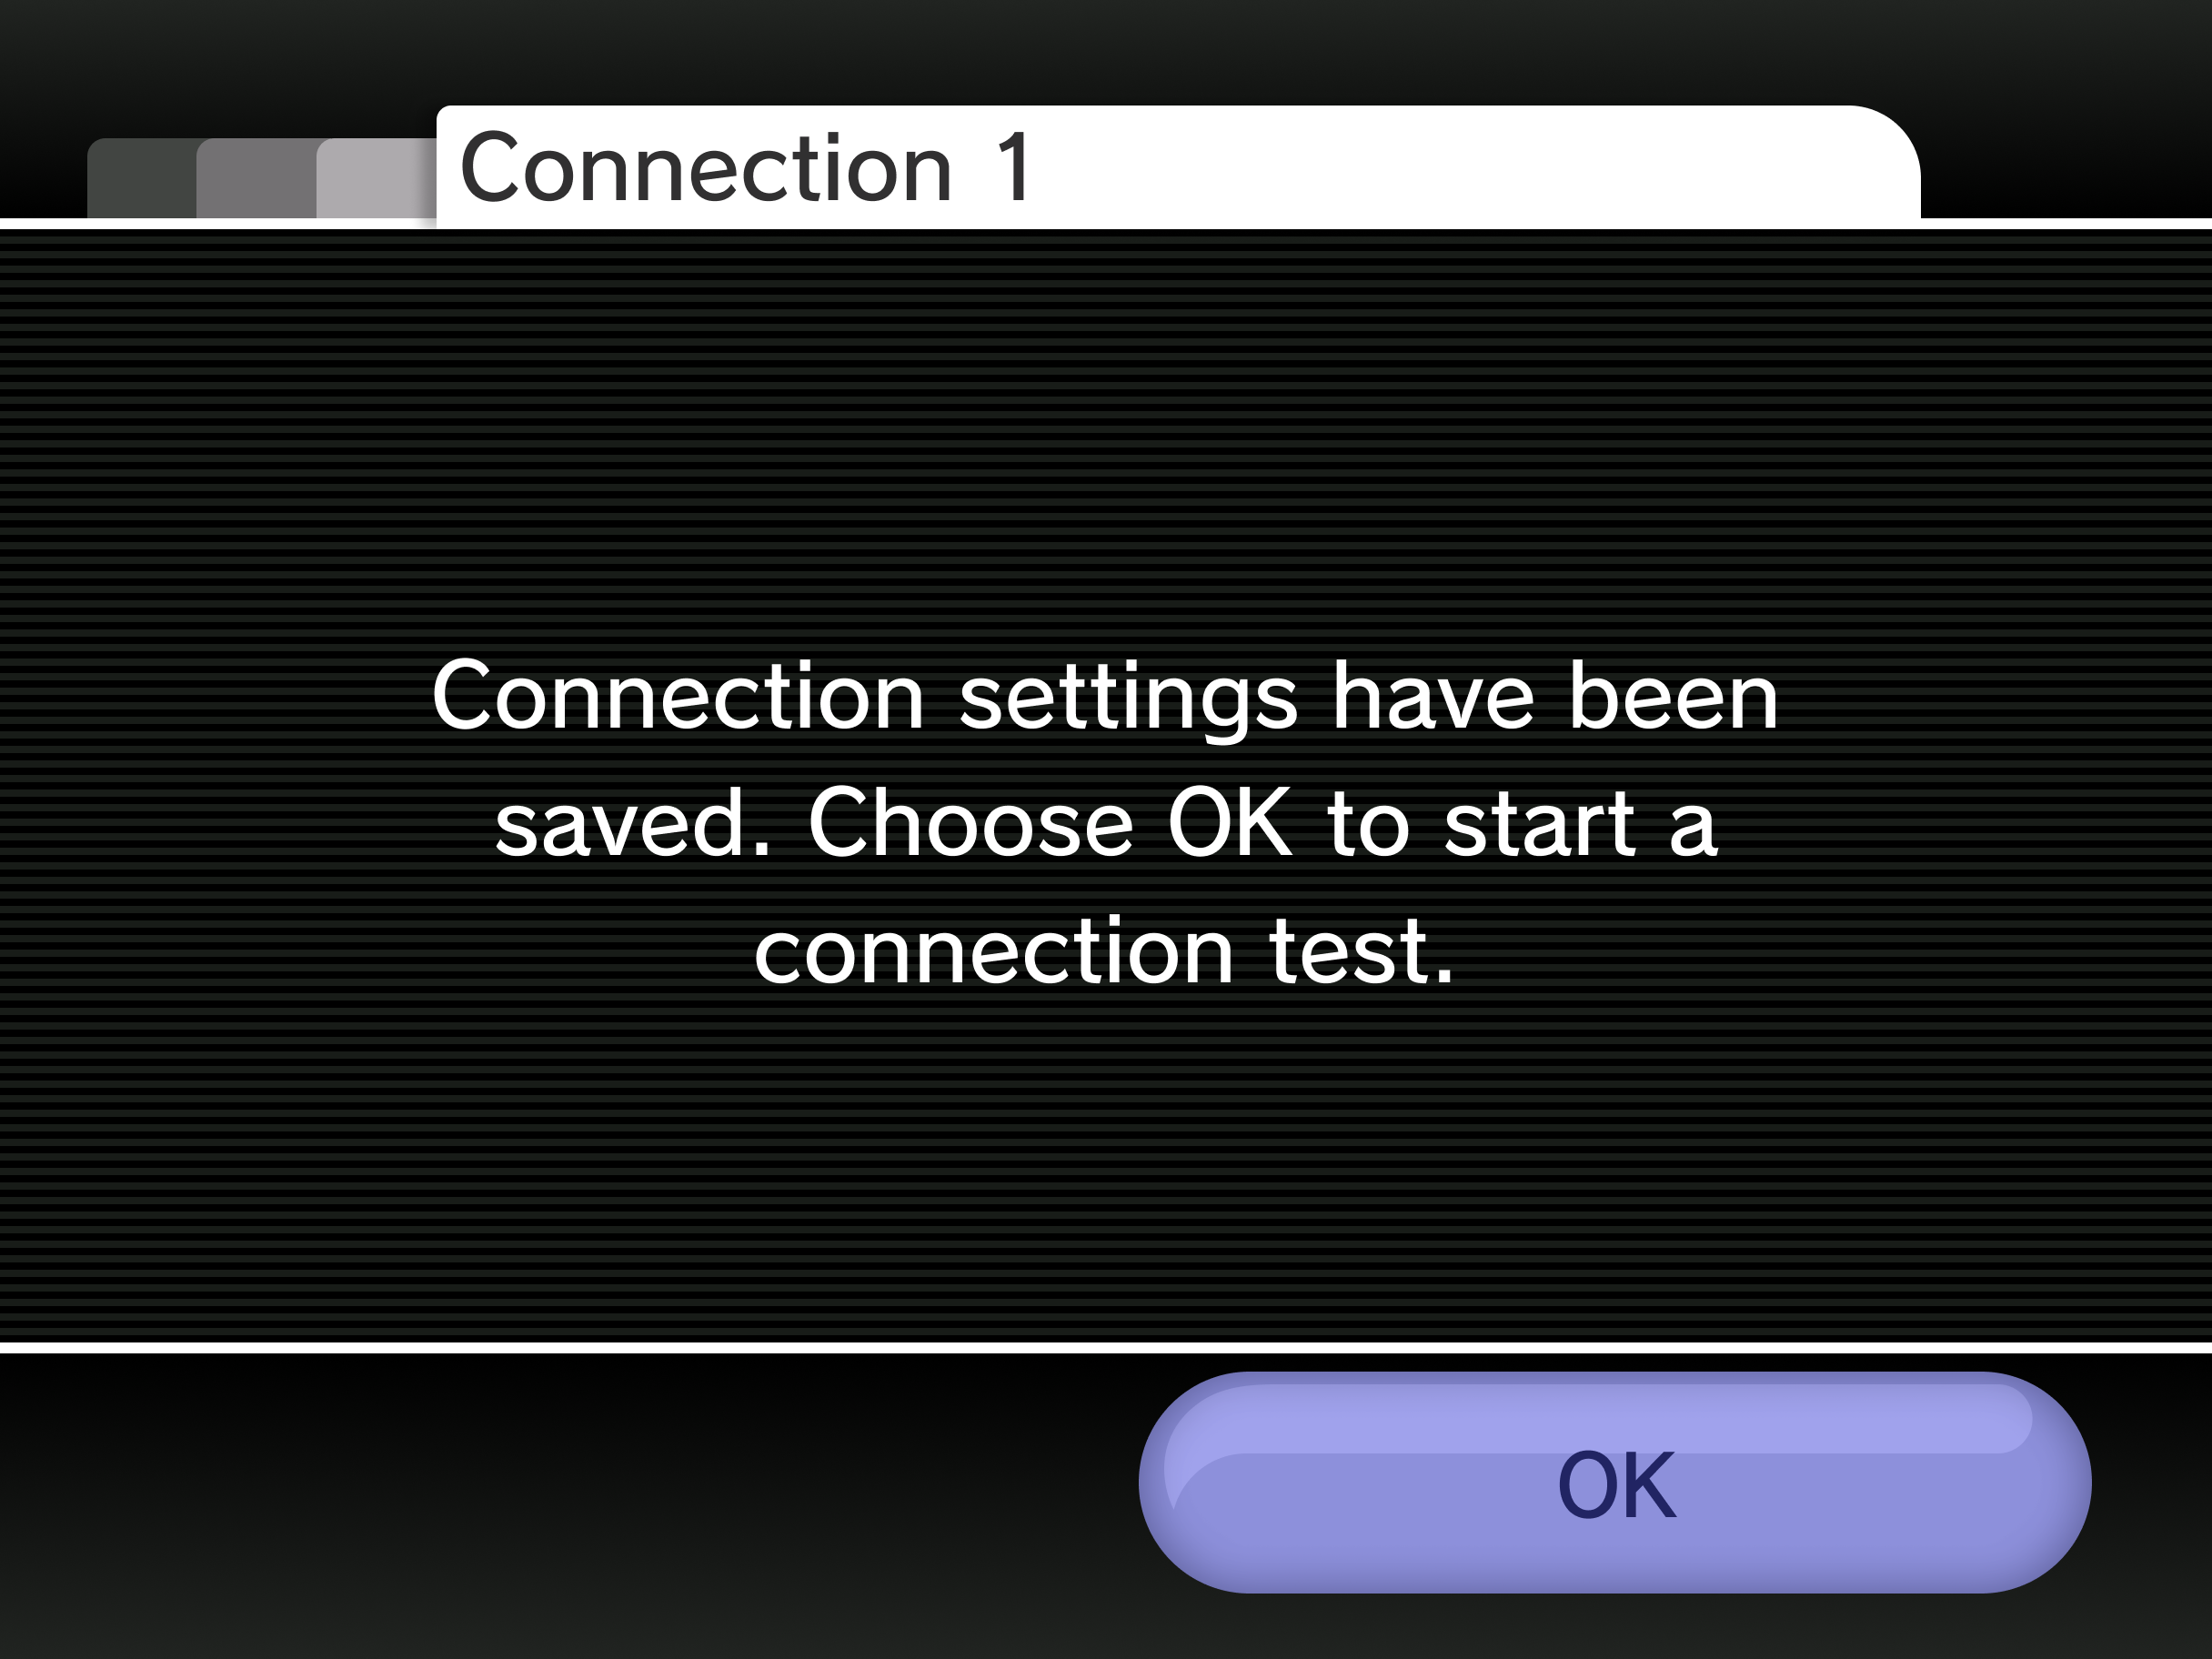 Connection 1
Connection settings have been
saved. Choose OK to start a
connection test.
OK